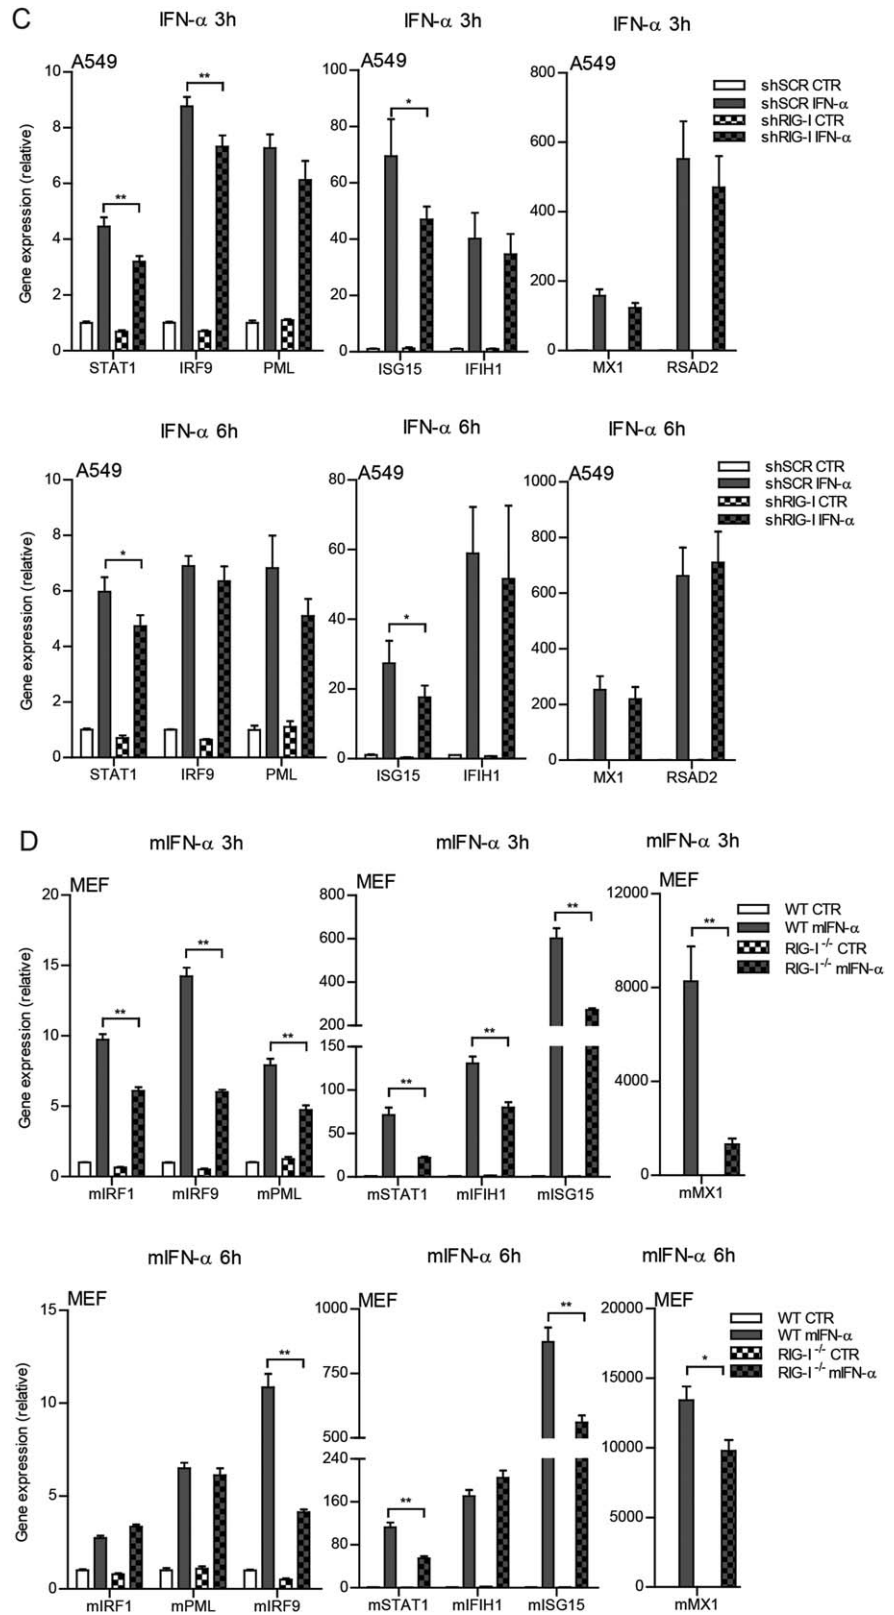 C
IFN-α 3h
IFN-α 3h
IFN-α 3h
A549
A549
A549
Gene expression (relative)
10
8
6
4
2
0
**
**
STAT1 IRF9 PML
100
80
60
40
20
0
*
ISG15 IFIH1
800
600
400
200
0
MX1 RSAD2
shSCR CTR
shSCR IFN-α
shRIG-I CTR
shRIG-I IFN-α
IFN-α 6h
IFN-α 6h
IFN-α 6h
A549
A549
A549
Gene expression (relative)
10
8
6
4
2
0
*
STAT1 IRF9 PML
80
60
40
20
0
*
ISG15 IFIH1
1000
800
600
400
200
0
MX1 RSAD2
shSCR CTR
shSCR IFN-α
shRIG-I CTR
shRIG-I IFN-α
D
mIFN-α 3h
mIFN-α 3h
mIFN-α 3h
MEF
MEF
MEF
Gene expression (relative)
20
15
10
5
0
**
**
**
mIRF1 mIRF9 mPML
800
600
400
200
150
100
50
0
**
**
**
mSTAT1 mIFIH1 mISG15
12000
8000
4000
0
**
mMX1
WT CTR
WT mIFN-α
RIG-I -/- CTR
RIG-I -/- mIFN-α
mIFN-α 6h
mIFN-α 6h
mIFN-α 6h
MEF
MEF
MEF
Gene expression (relative)
15
10
5
0
**
mIRF1 mPML mIRF9
1000
750
500
240
160
80
0
**
**
mSTAT1 mIFIH1 mISG15
20000
15000
10000
5000
0
*
mMX1
WT CTR
WT mIFN-α
RIG-I -/- CTR
RIG-I -/- mIFN-α